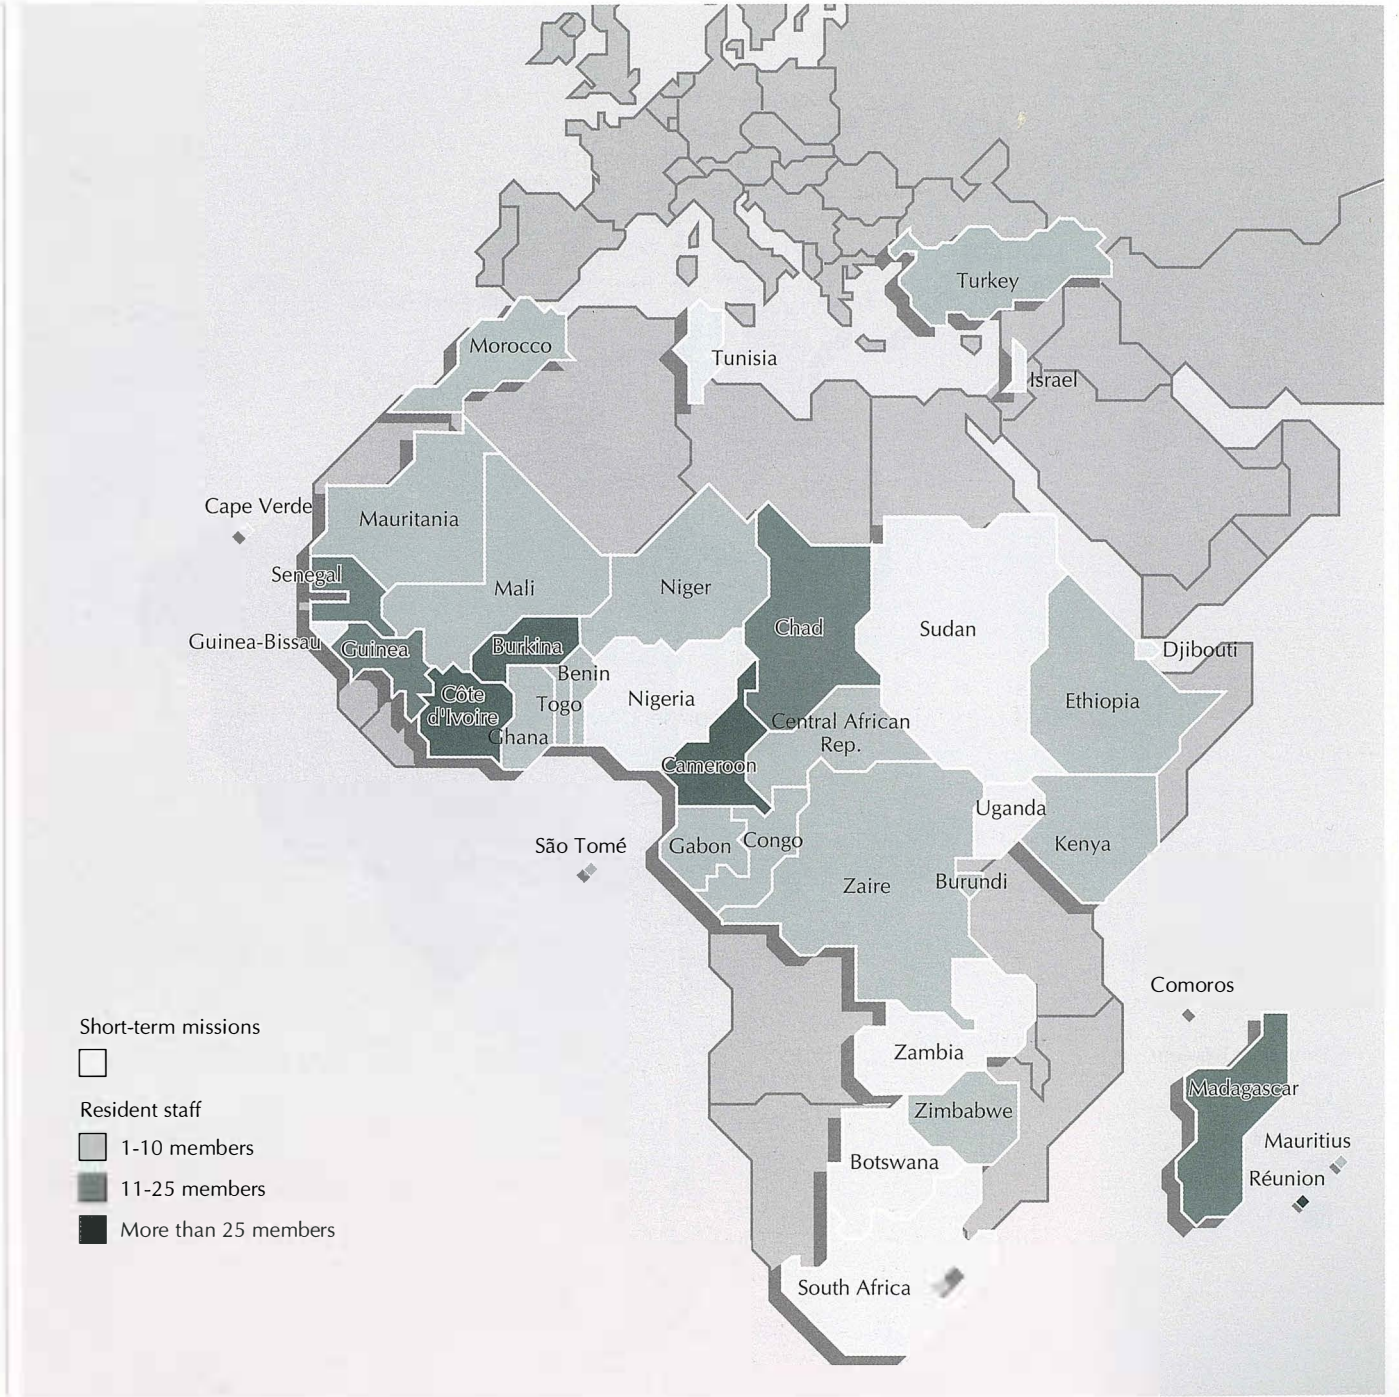 Turkey
Morocco
Tunisia
Israel
Cape Verde
Mauritania
Senegal
Mali
Niger
Chad
Sudan
Guinea-Bissau
Guinea
Burkina
Djibouti
Benin
Côte
d'Ivoire
Togo
Nigeria
Ethiopia
Ghana
Central African
Rep.
Cameroon
Uganda
São Tomé
Gabon
Congo
Kenya
Zaire
Burundi
Comoros
Short-term missions
Zambia
Madagascar
Resident staff
Zimbabwe
1-10 members
Botswana
Mauritius
11-25 members
Réunion
More than 25 members
South Africa